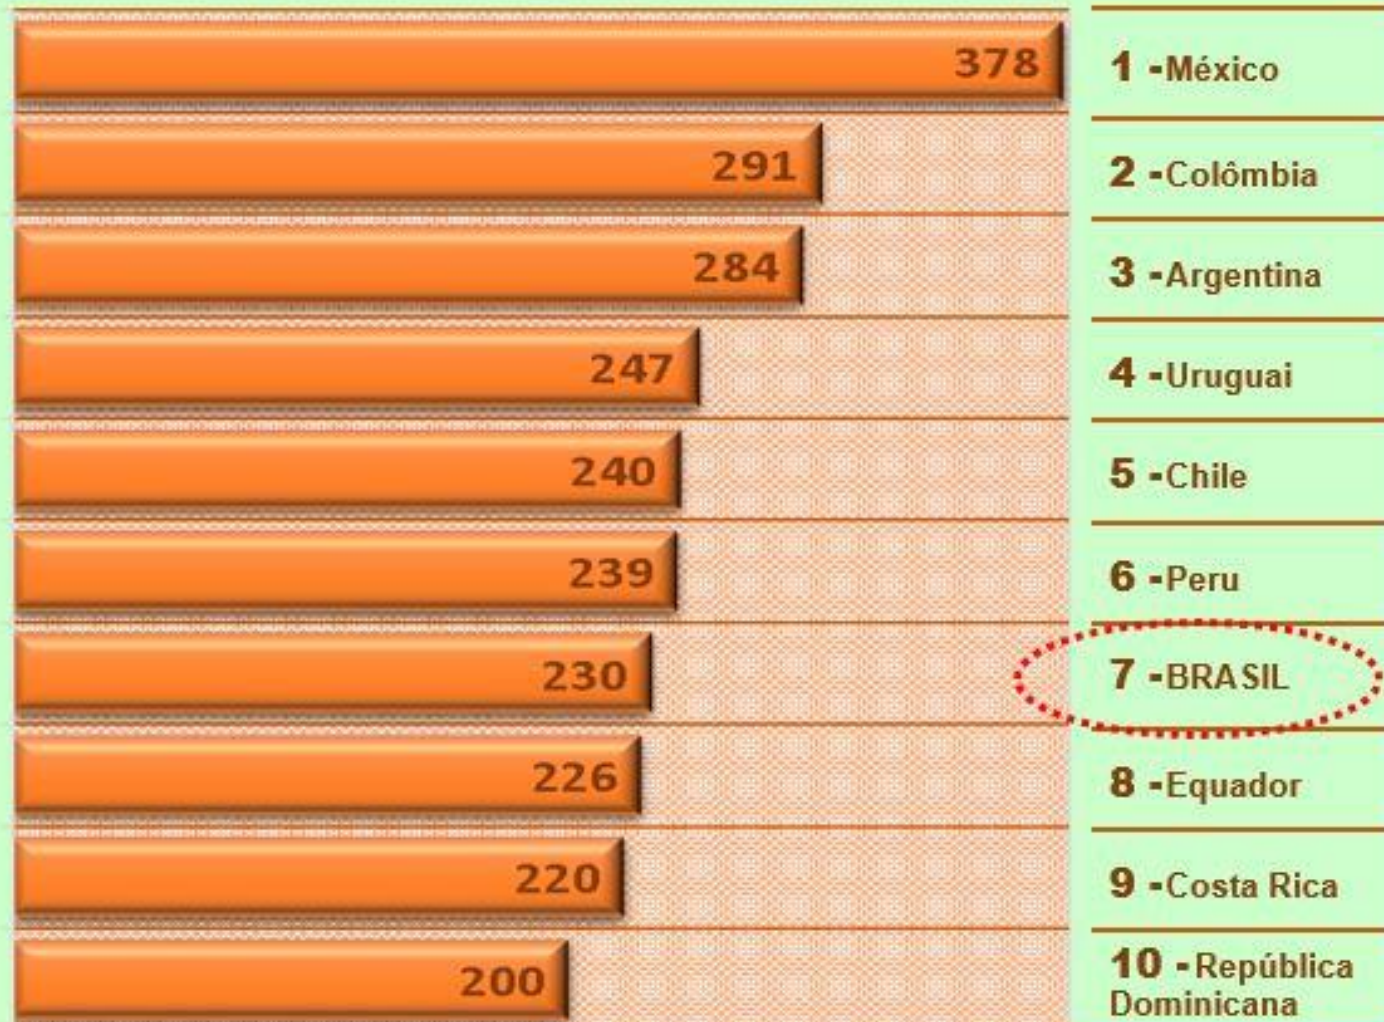 378 1 -México
291 2 -Colômbia
284 3 -Argentina
247 4 -Uruguai
240 5 -Chile
239 6 -Peru
230 7 -BRASIL
226 8 -Equador
220 9 -Costa Rica
200 10 -República
Dominicana